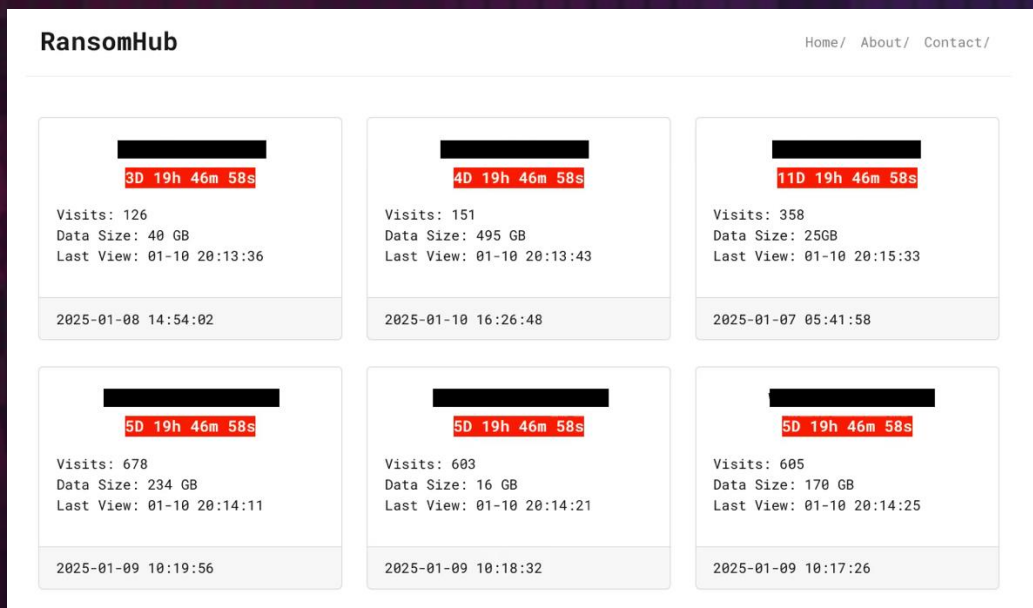 RansomHub
Home/ About/ Contact/
3D 19h 46m 58s
4D 19h 46m 58s
11D 19h 46m 58s
Visits: 126
Data Size: 40 GB
Last View: 01-10 20:13:36
Visits: 151
Data Size: 495 GB
Last View: 01-10 20:13:43
Visits: 358
Data Size: 25GB
Last View: 01-10 20:15:33
2025-01-08 14:54:02
2025-01-10 16:26:48
2025-01-07 05:41:58
5D 19h 46m 58s
5D 19h 46m 58s
5D 19h 46m 58s
Visits: 678
Data Size: 234 GB
Last View: 01-10 20:14:11
Visits: 603
Data Size: 16 GB
Last View: 01-10 20:14:21
Visits: 605
Data Size: 170 GB
Last View: 01-10 20:14:25
2025-01-09 10:19:56
2025-01-09 10:18:32
2025-01-09 10:17:26